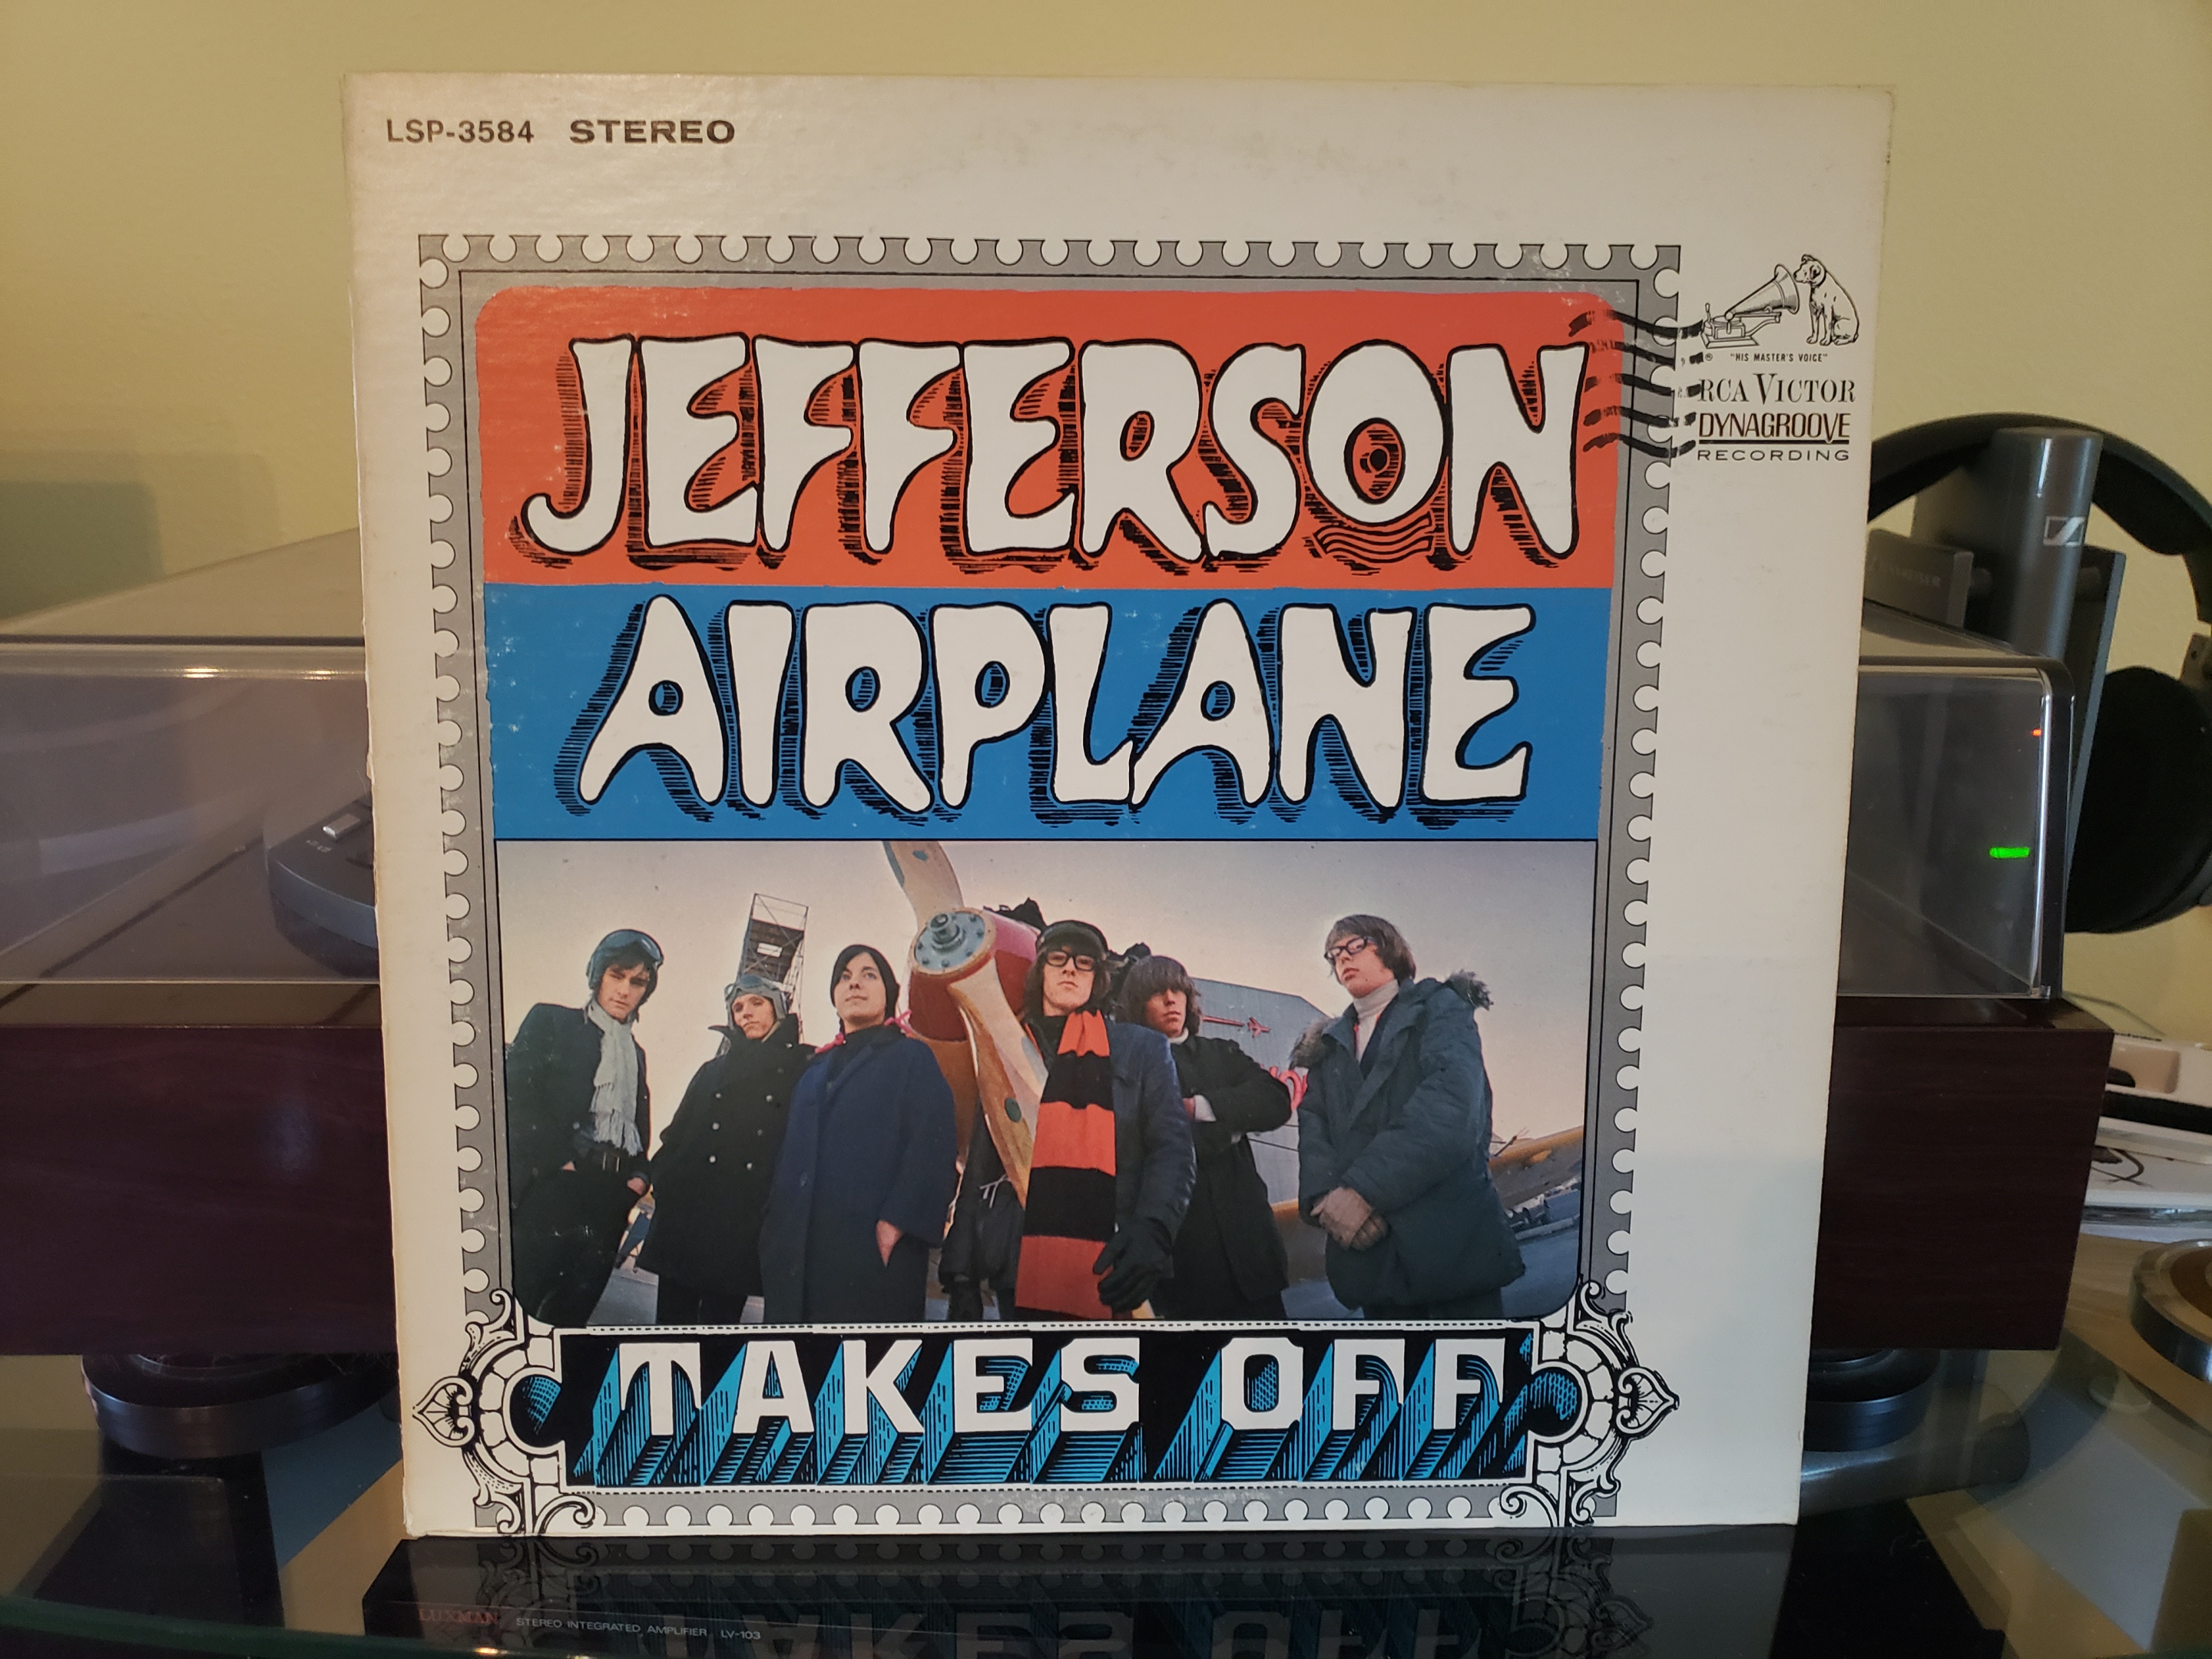 LSP-3584 STEREO
JEFFERSON
AIRPLANE
TAKES OFF
® "HIS MASTER'S VOICE"
RCA VICTOR
DYNAGROOVE
RECORDING
LUXMAN STEREO INTEGRATED AMPLIFIER LV-103